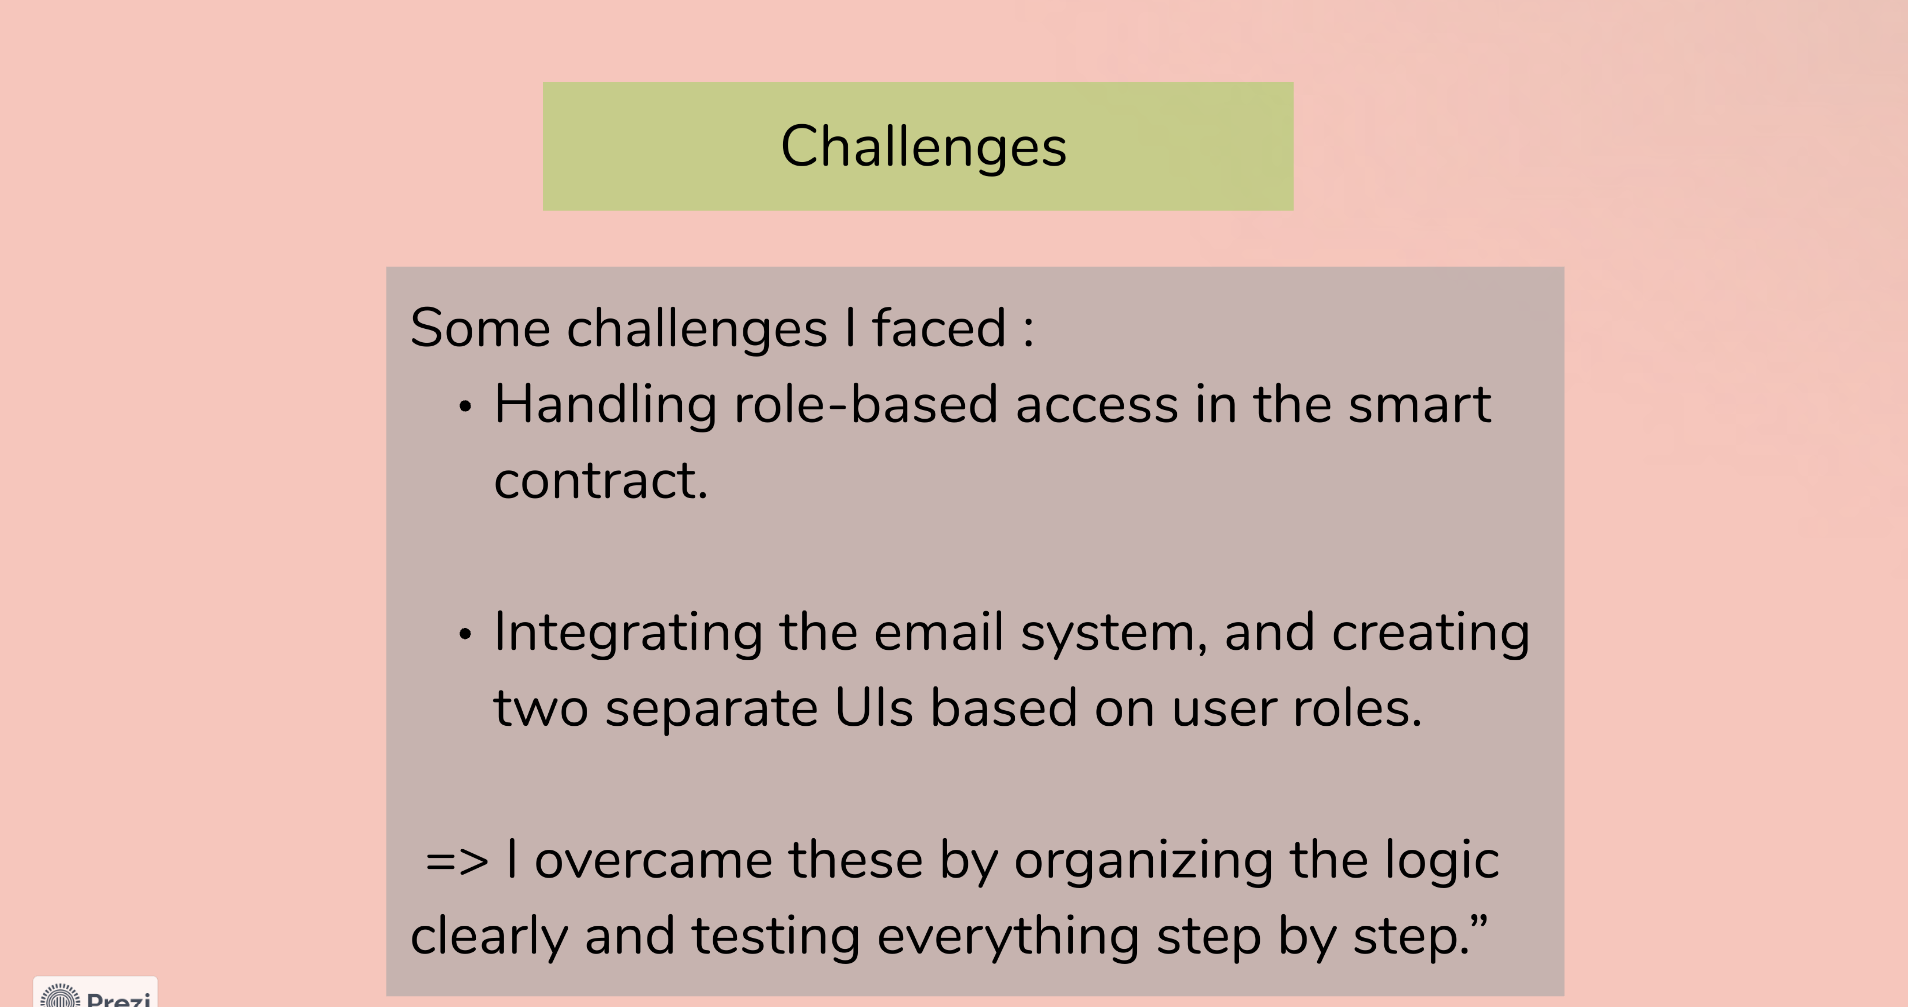 Challenges
Some challenges I faced :
• Handling role-based access in the smart
contract.
• Integrating the email system, and creating
two separate UIs based on user roles.
=> I overcame these by organizing the logic
clearly and testing everything step by step.”
Prezi